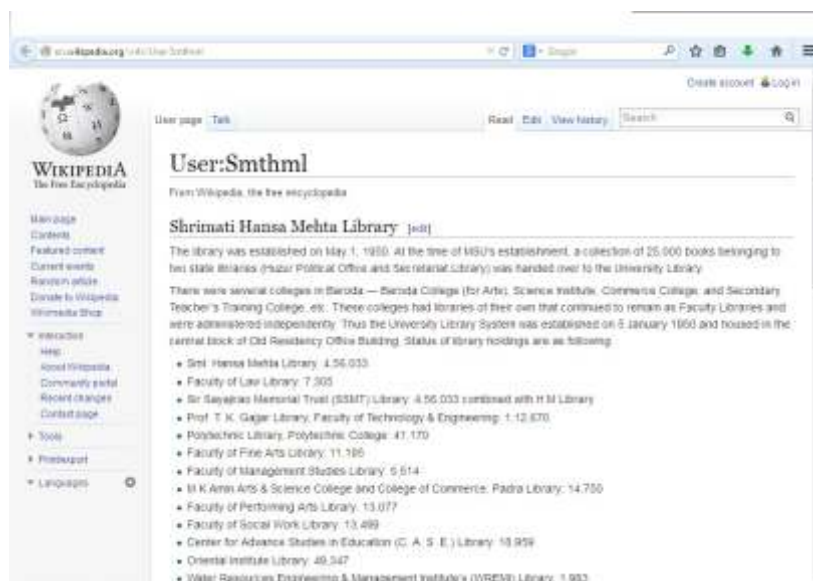 Create account Log in
User page Talk
Read Edit View history Search
WIKIPEDIA
The Free Encyclopedia
User:Smthml
From Wikipedia, the free encyclopedia
Main page
Contents
Featured content
Current events
Random article
Donate to Wikipedia
Wikimedia Shop
Interaction
Help
About Wikipedia
Community portal
Recent changes
Contact page
Tools
Print/export
Languages
Shrimati Hansa Mehta Library [edit]
The library was established on May 1, 1950. At the time of MSU's establishment, a collection of 25,000 books belonging to
two state libraries (Huzur Political Office and Secretariat Library) was handed over to the University Library.
There were several colleges in Baroda — Baroda College (for Arts), Science Institute, Commerce College, and Secondary
Teacher's Training College, etc. These colleges had libraries of their own that continued to remain as Faculty Libraries and
were administered independently. Thus the University Library System was established on 5 January 1950 and housed in the
central block of Old Residency Office Building. Status of library holdings are as following:
Smt. Hansa Mehta Library: 4,56,033
Faculty of Law Library: 7,305
Sir Sayajirao Memorial Trust (SSMT) Library: 4,56,033 combined with H M Library
Prof. T. K. Gajjar Library, Faculty of Technology & Engineering: 1,12,670
Polytechnic Library, Polytechnic College: 41,170
Faculty of Fine Arts Library:
Faculty of Management Studies Library:
M K Amin Arts & Science College and College of Commerce, Padra Library: 14,750
Faculty of Performing Arts Library: 13,077
Faculty of Social Work Library: 13,499
Center for Advance Studies in Education (C. A. S. E.) Library: 18,959
Oriental Institute Library: 49,347
Water Resources Engineering & Management Institute's (WREMI) Library: 1,983